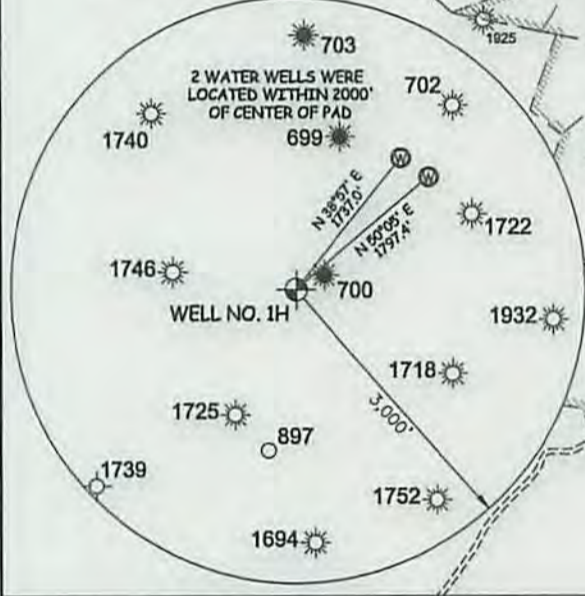 1925
703
2 WATER WELLS WERE
LOCATED WITHIN 2000'
OF CENTER OF PAD
702
1740
699
W
W
N 38°57' E
1737.0'
N 50°05' E
1797.4'
1722
1746
700
WELL NO. 1H
1932
1718
3,000'
1725
897
1739
1752
1694